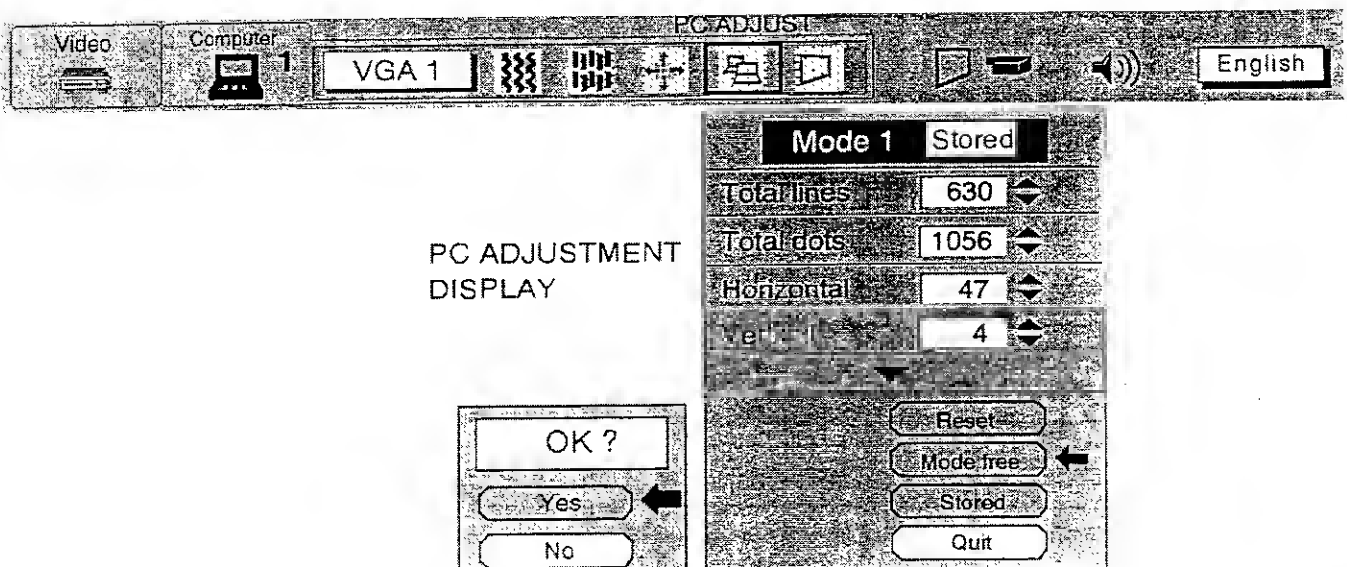 PC ADJUST
Video
Computer
1
VGA 1
English
Mode 1 Stored
Total lines 630
Total dots 1056
Horizontal 47
4
PC ADJUSTMENT
DISPLAY
Reset
Mode free
Stored
Quit
OK ?
Yes
No